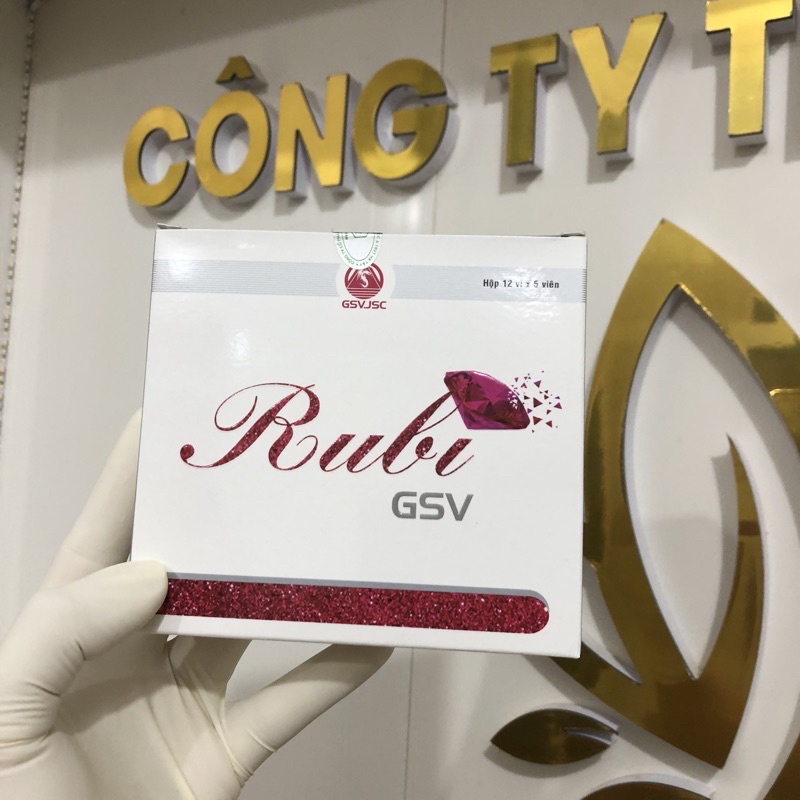 CÔNG TY T
GSVJSC
Hộp 12 vỉ x 5 viên
Rubi
GSV